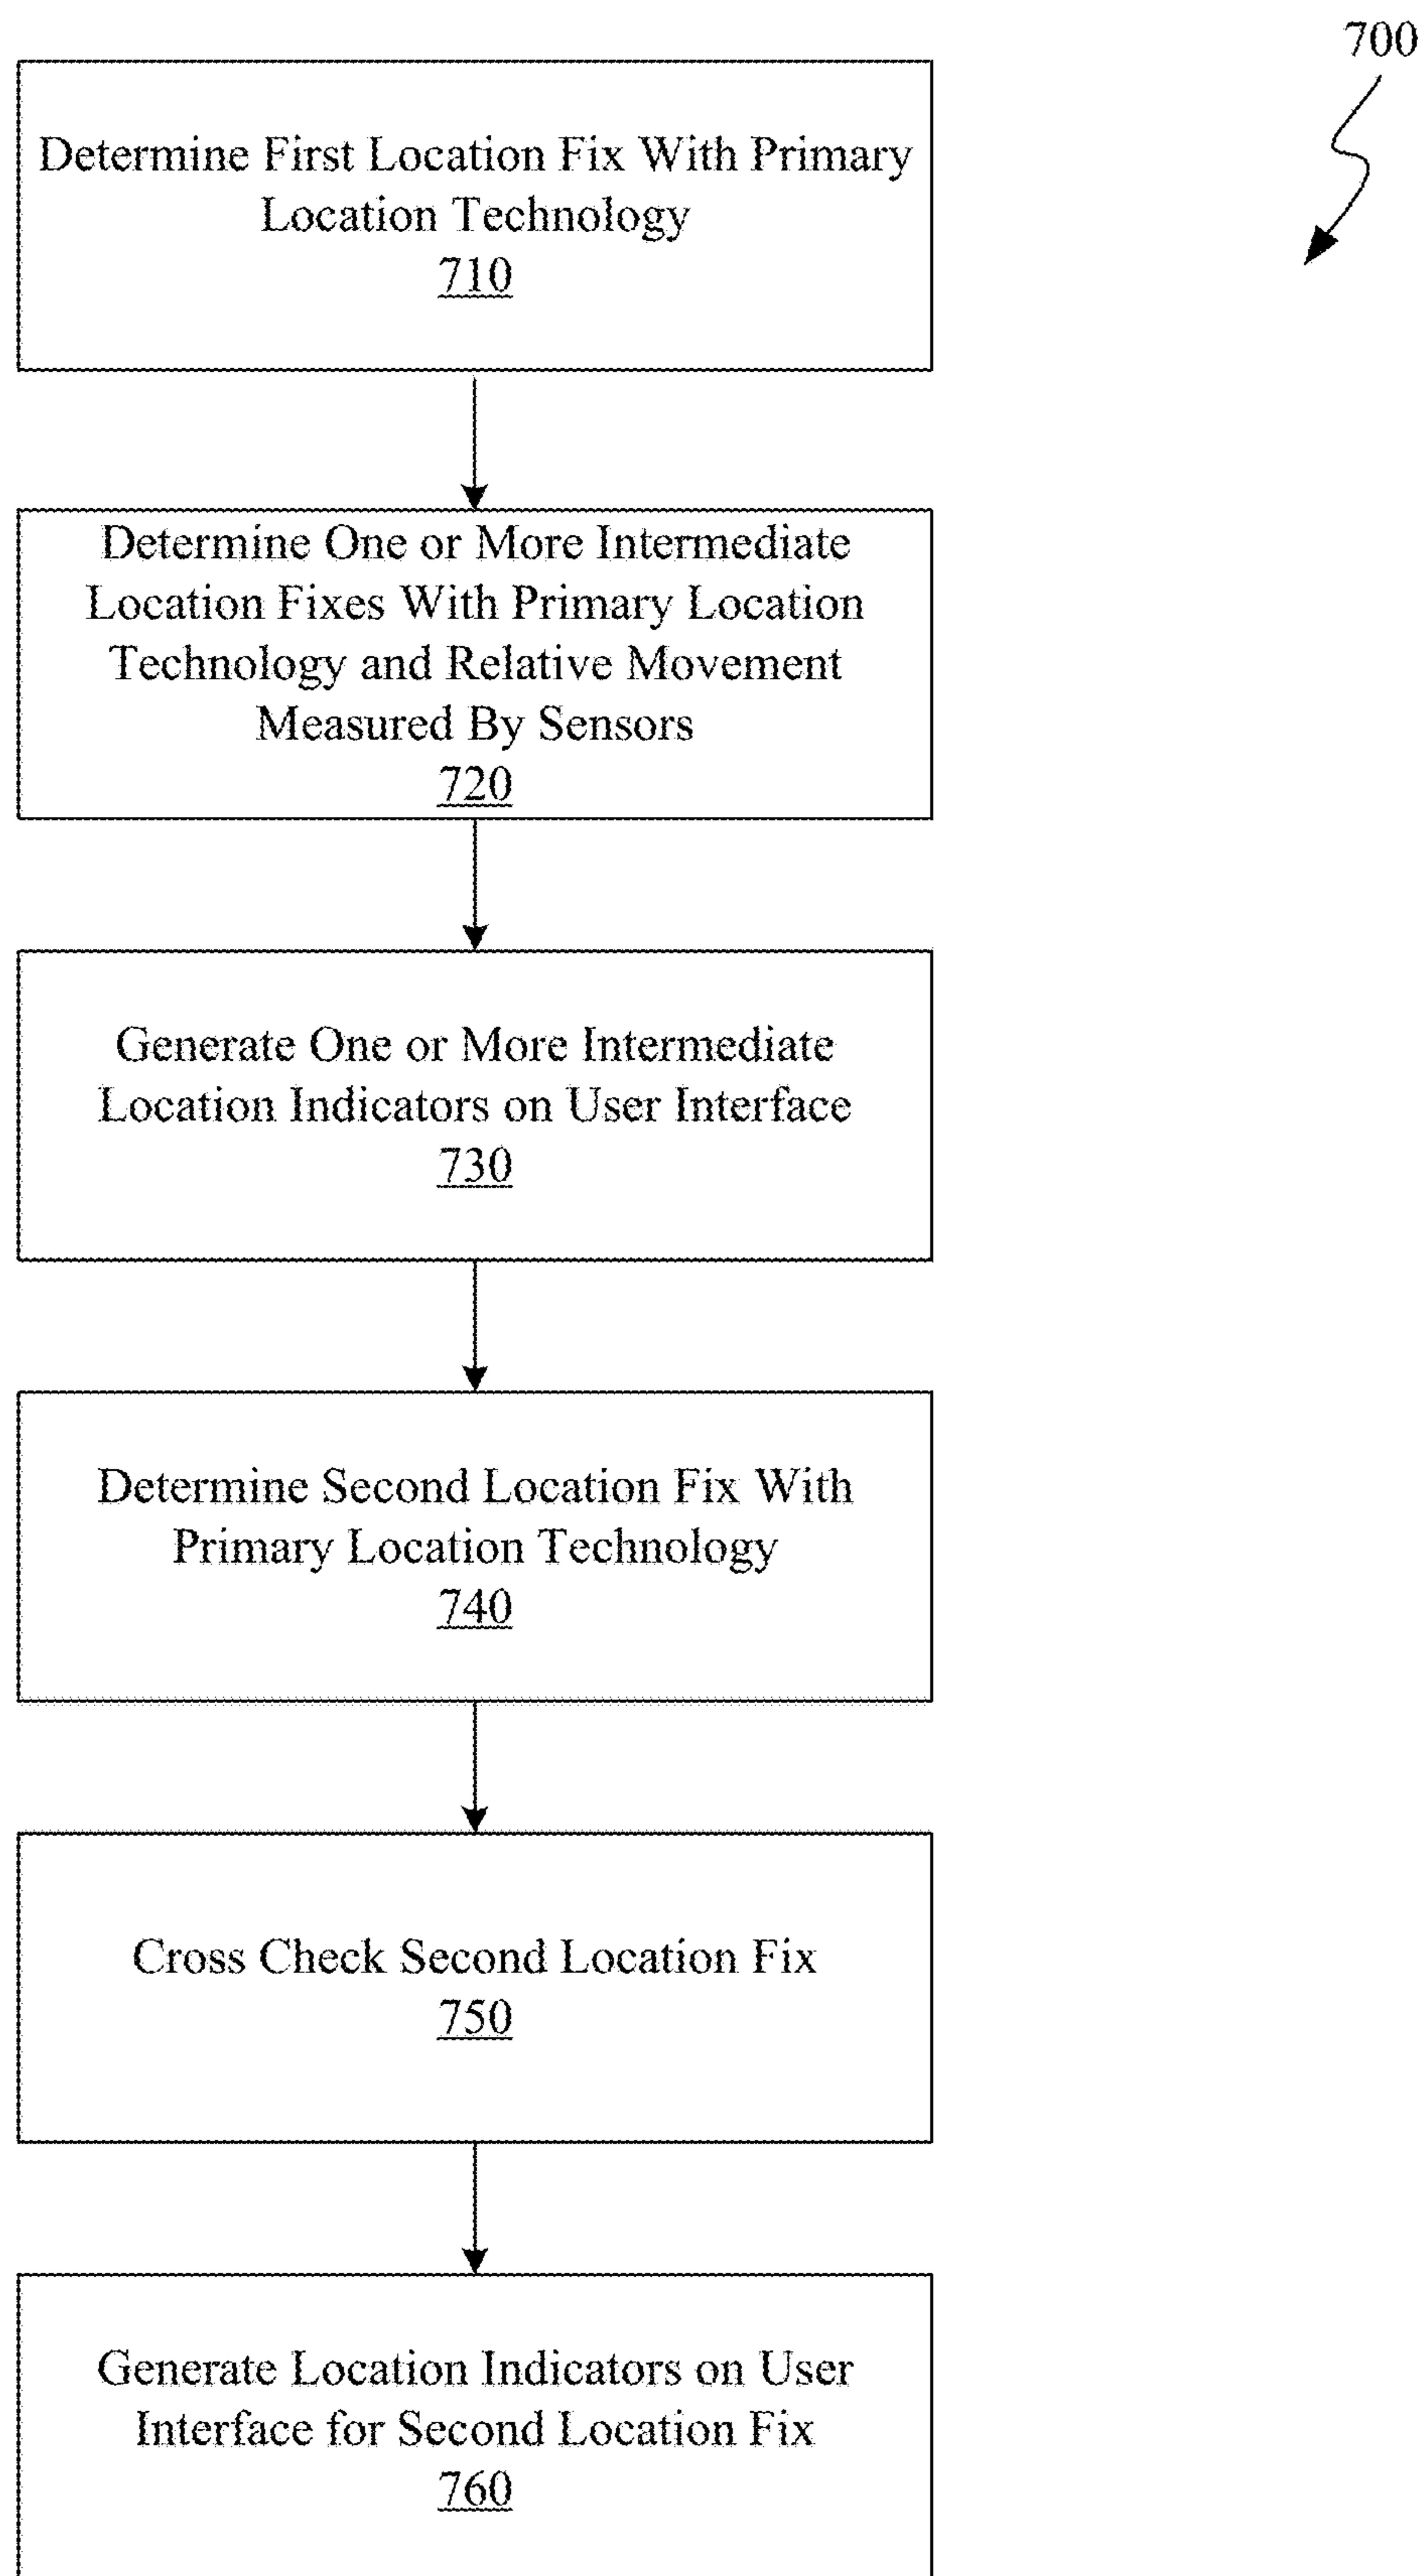 700
Determine First Location Fix With Primary
Location Technology
710
Determine One or More Intermediate
Location Fixes With Primary Location
Technology and Relative Movement
Measured By Sensors
720
Generate One or More Intermediate
Location Indicators on User Interface
730
Determine Second Location Fix With
Primary Location Technology
740
Cross Check Second Location Fix
750
Generate Location Indicators on User
Interface for Second Location Fix
760